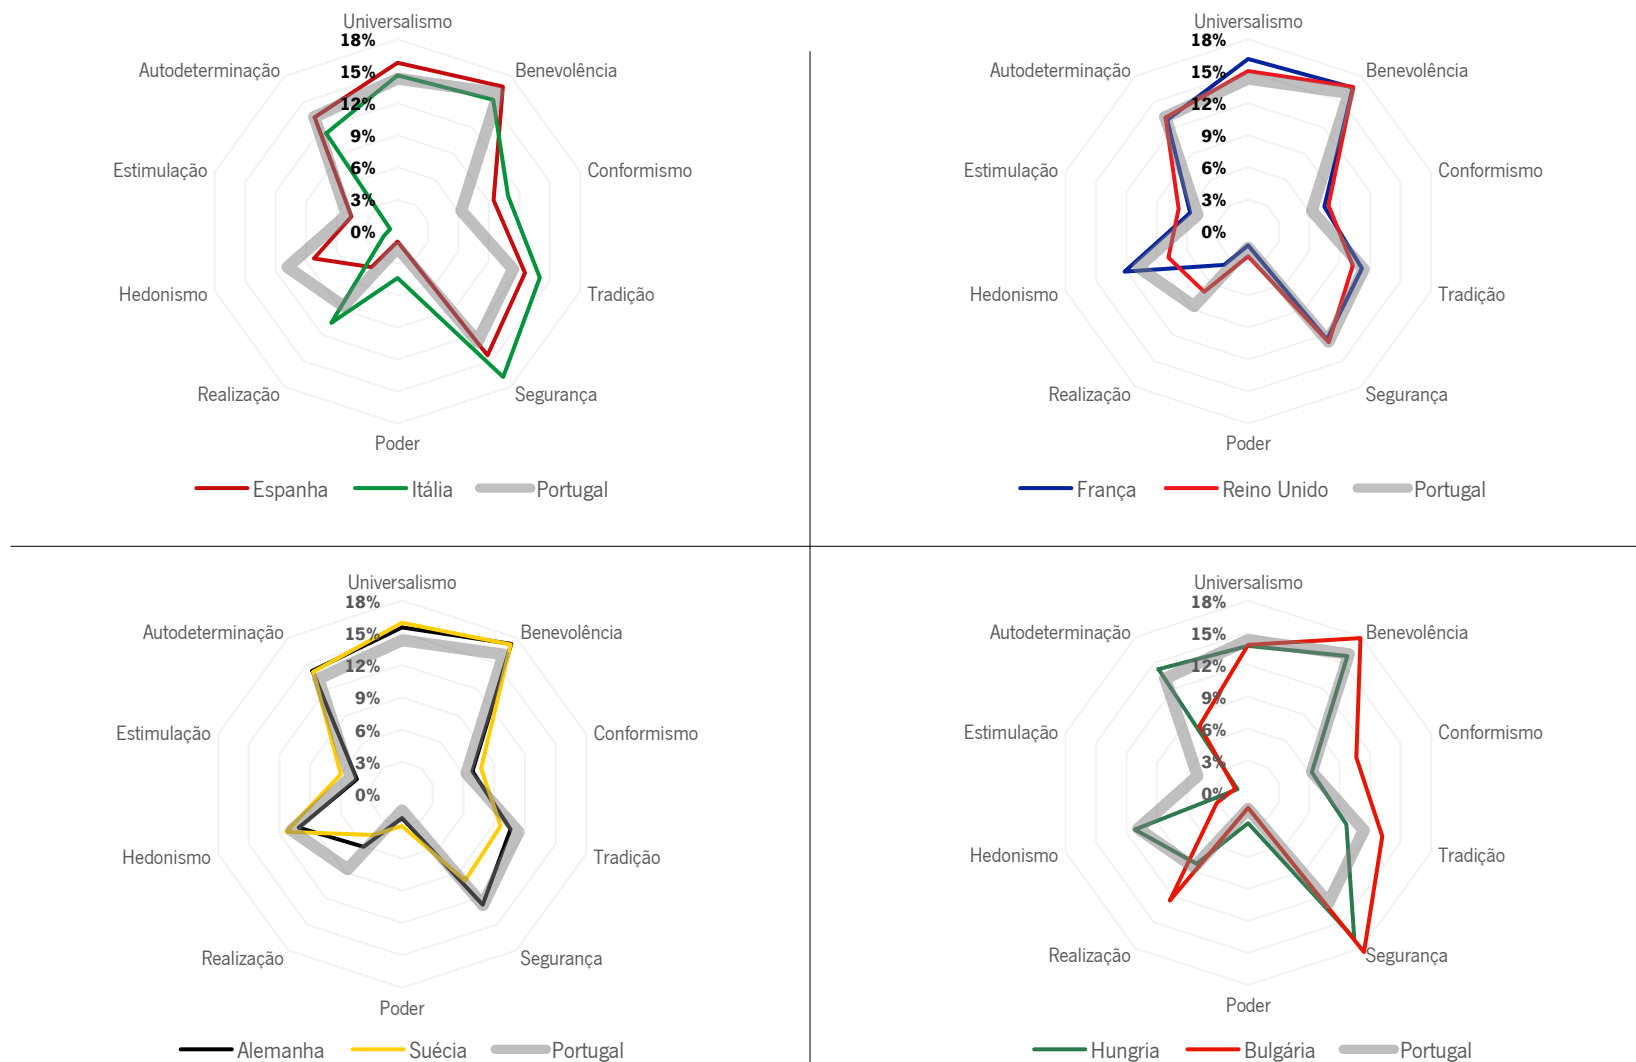 Universalismo
18%
Autodeterminação
15%
Benevolência
12%
9%
Estimulação
6%
Conformismo
3%
0%
Hedonismo
Tradição
Realização
Segurança
Poder
Espanha
Itália
Portugal
Universalismo
18%
Autodeterminação
15%
Benevolência
12%
9%
Estimulação
6%
Conformismo
3%
0%
Hedonismo
Tradição
Realização
Segurança
Poder
França
Reino Unido
Portugal
Universalismo
18%
Autodeterminação
15%
Benevolência
12%
9%
Estimulação
6%
Conformismo
3%
0%
Hedonismo
Tradição
Realização
Segurança
Poder
Alemanha
Suécia
Portugal
Universalismo
18%
Autodeterminação
15%
Benevolência
12%
9%
Estimulação
6%
Conformismo
3%
0%
Hedonismo
Tradição
Realização
Segurança
Poder
Hungria
Bulgária
Portugal